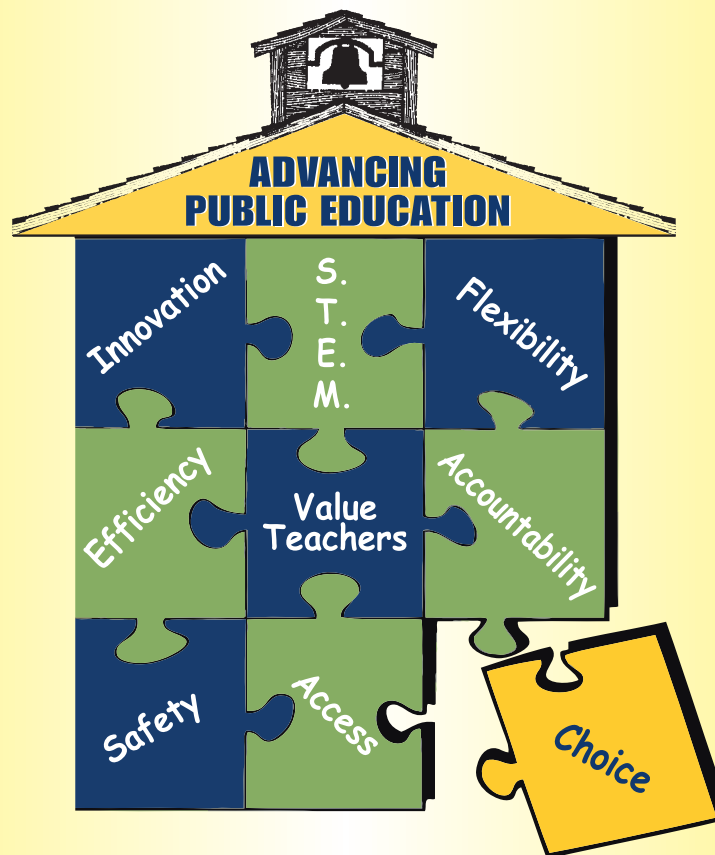 ADVANCING
PUBLIC EDUCATION
Innovation
S.
T.
E.
M.
Flexibility
Efficiency
Value
Teachers
Accountability
Safety
Access
Choice